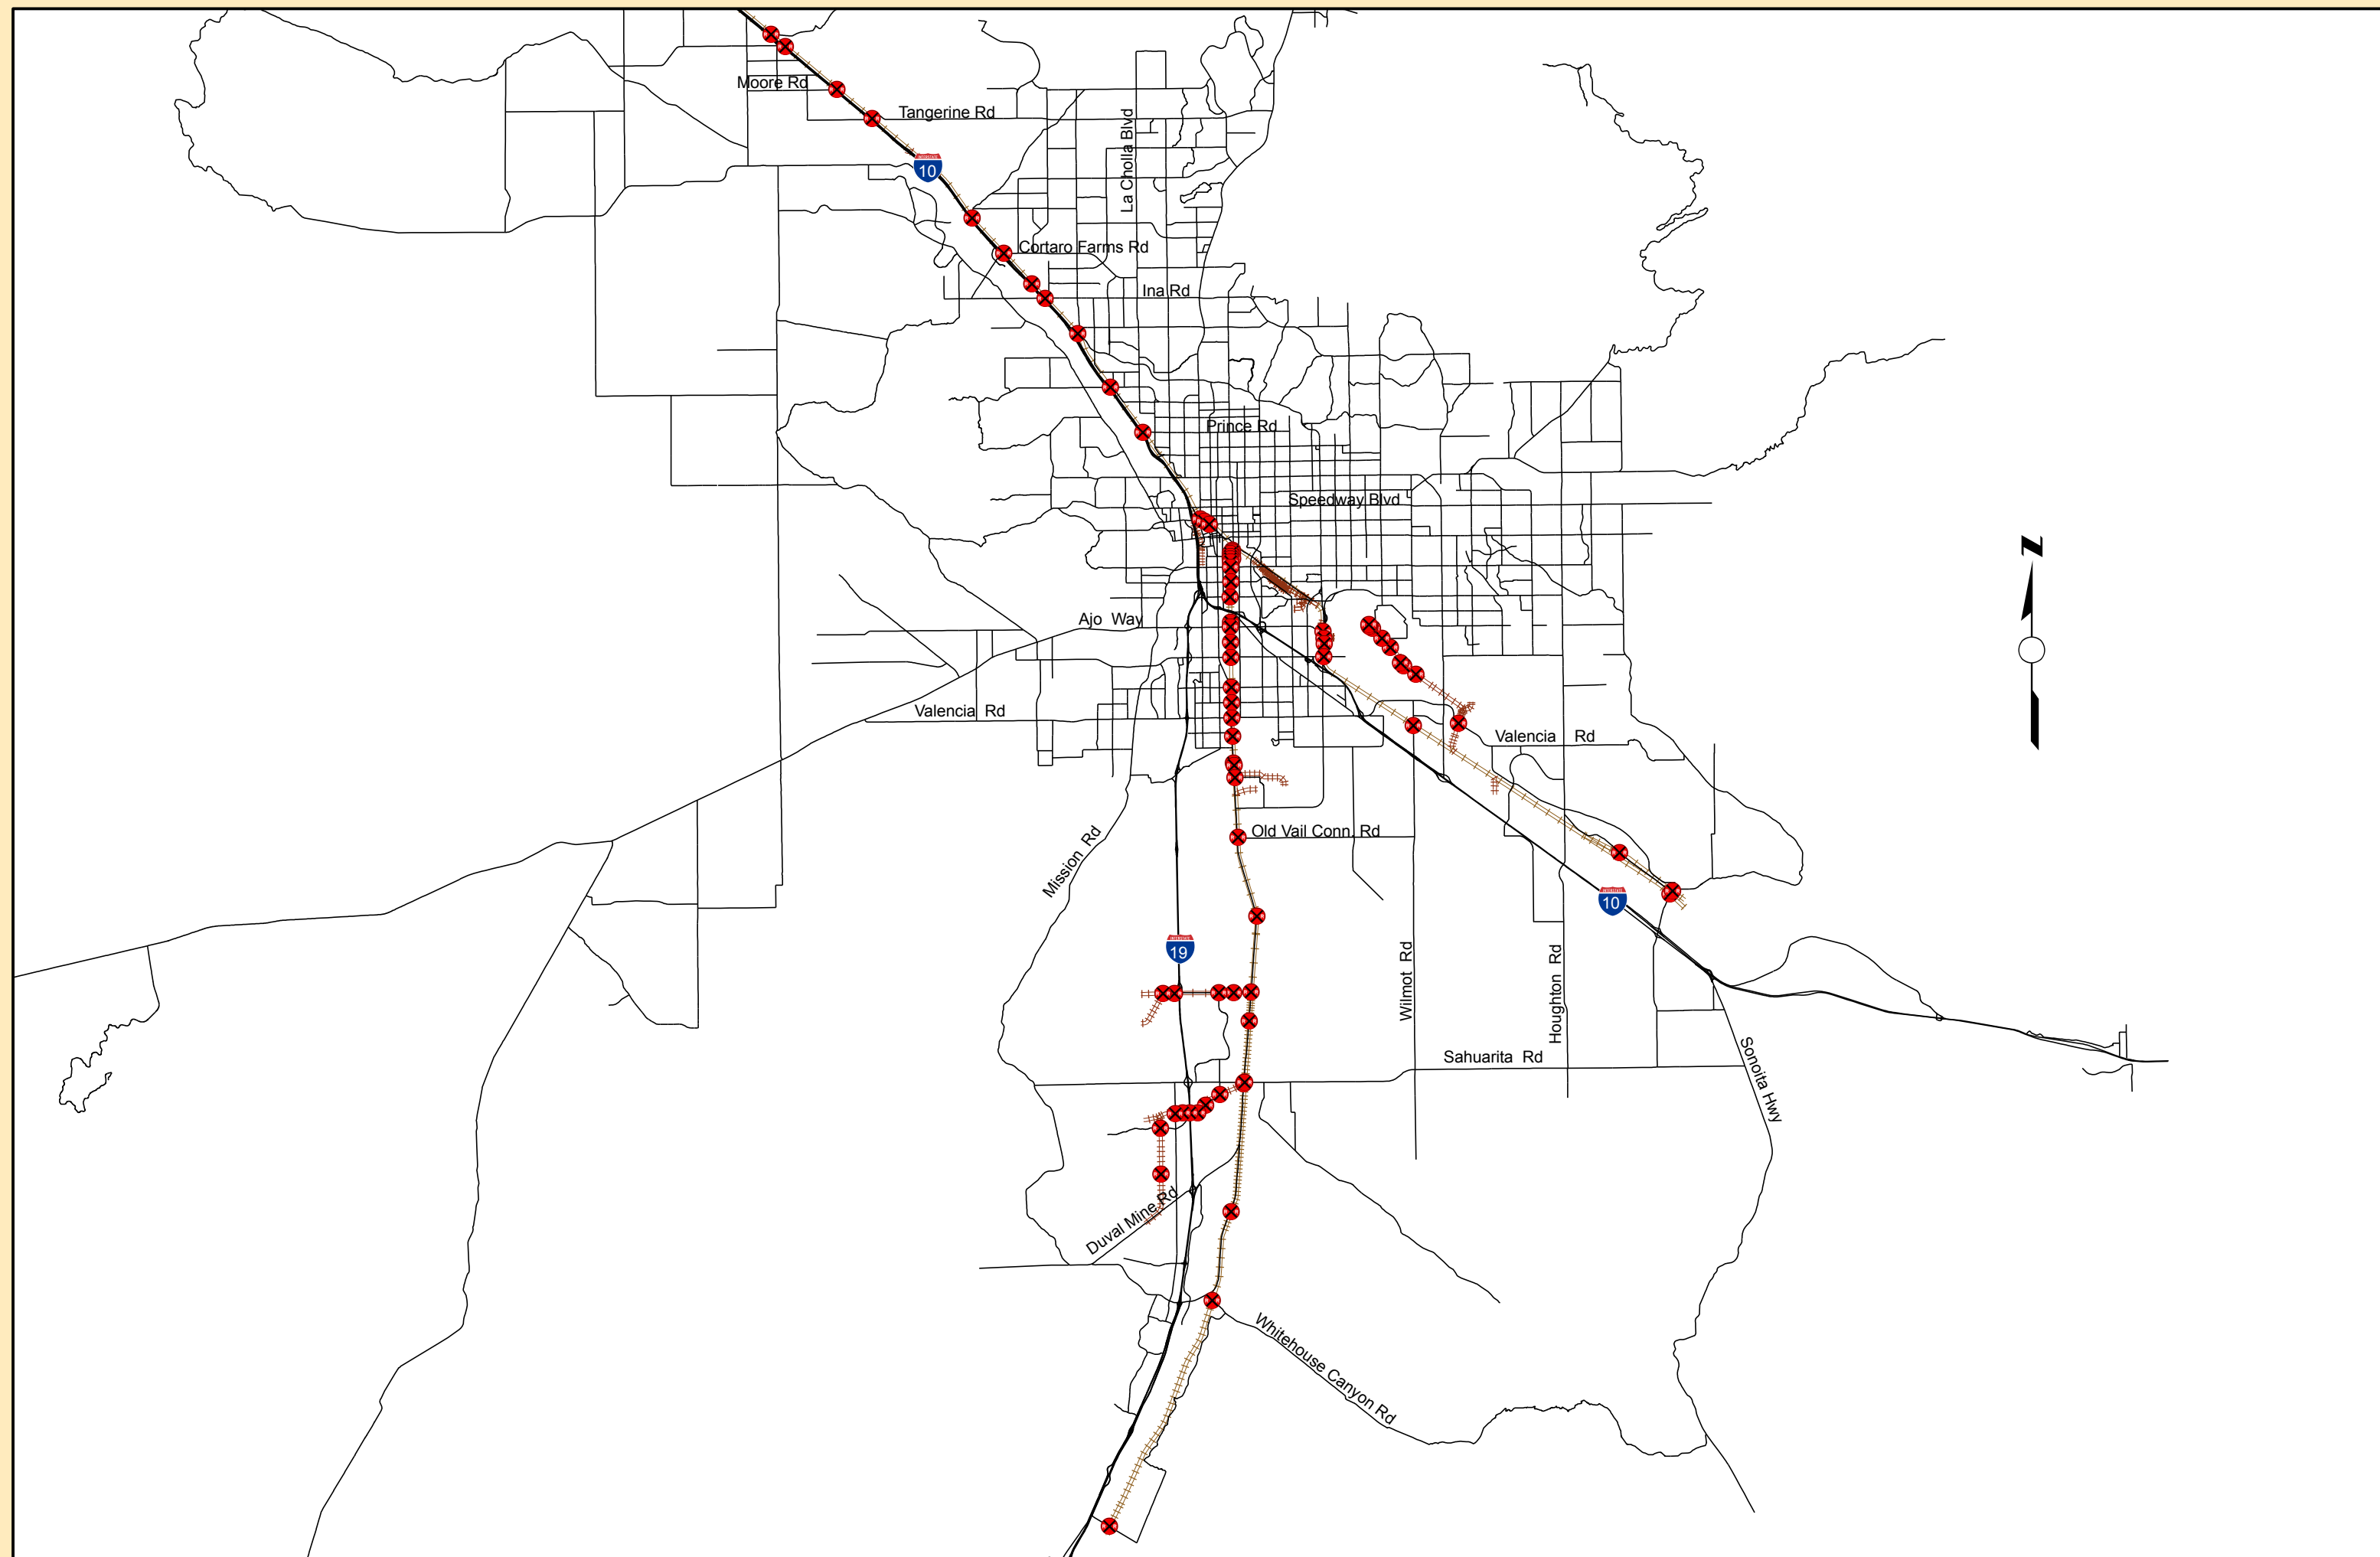 Moore Rd
Tangerine Rd
La Cholla Blvd
10
Cortaro Farms Rd
Ina Rd
Prince Rd
Speedway Blvd
N
Ajo Way
Valencia Rd
Valencia Rd
Old Vail Conn. Rd
Mission Rd
10
19
Wilmot Rd
Houghton Rd
Sahuarita Rd
Sonoita Hwy
Duval Mine Rd
Whitehouse Canyon Rd